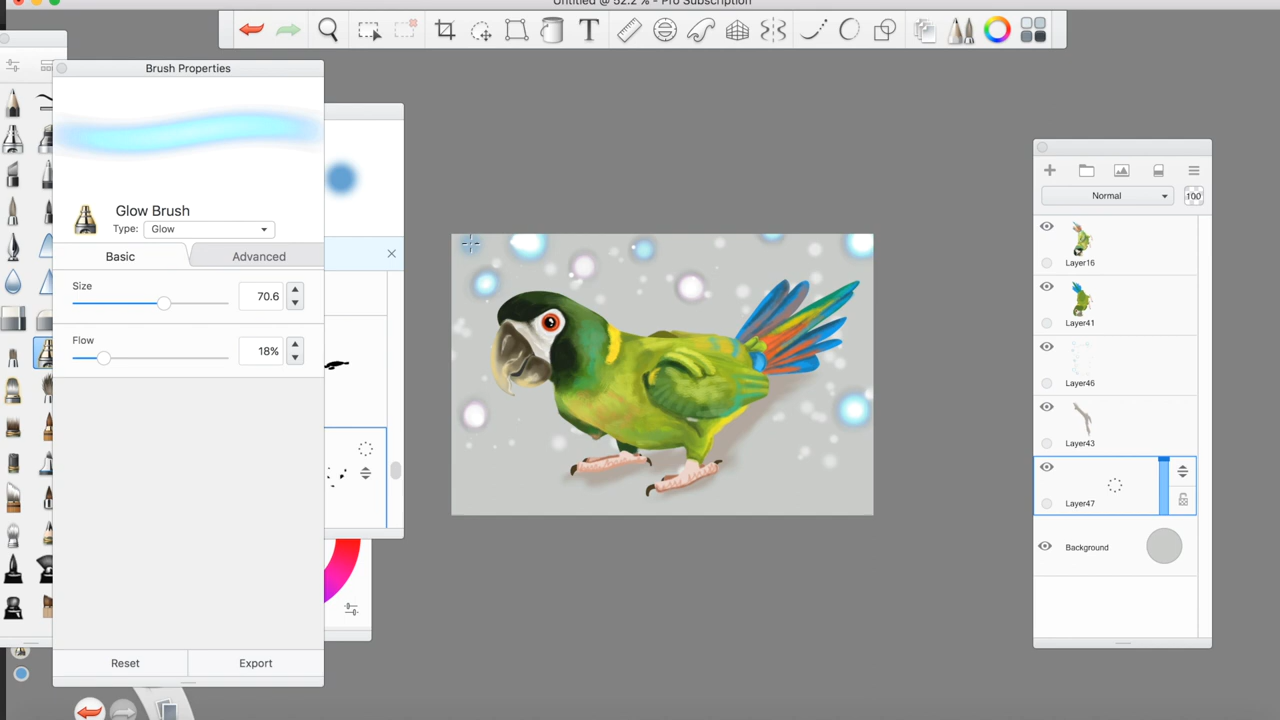 Untitled @ 52.2 % - Pro Subscription
Brush Properties
Glow Brush
Type: Glow
Basic
Advanced
Size
70.6
Flow
18%
Reset
Export
Normal
100
Layer16
Layer41
Layer46
Layer43
Layer47
Background